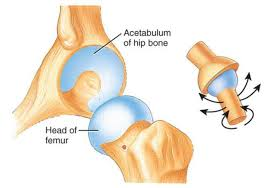 Acetabulum
of hip bone
Head of
femur